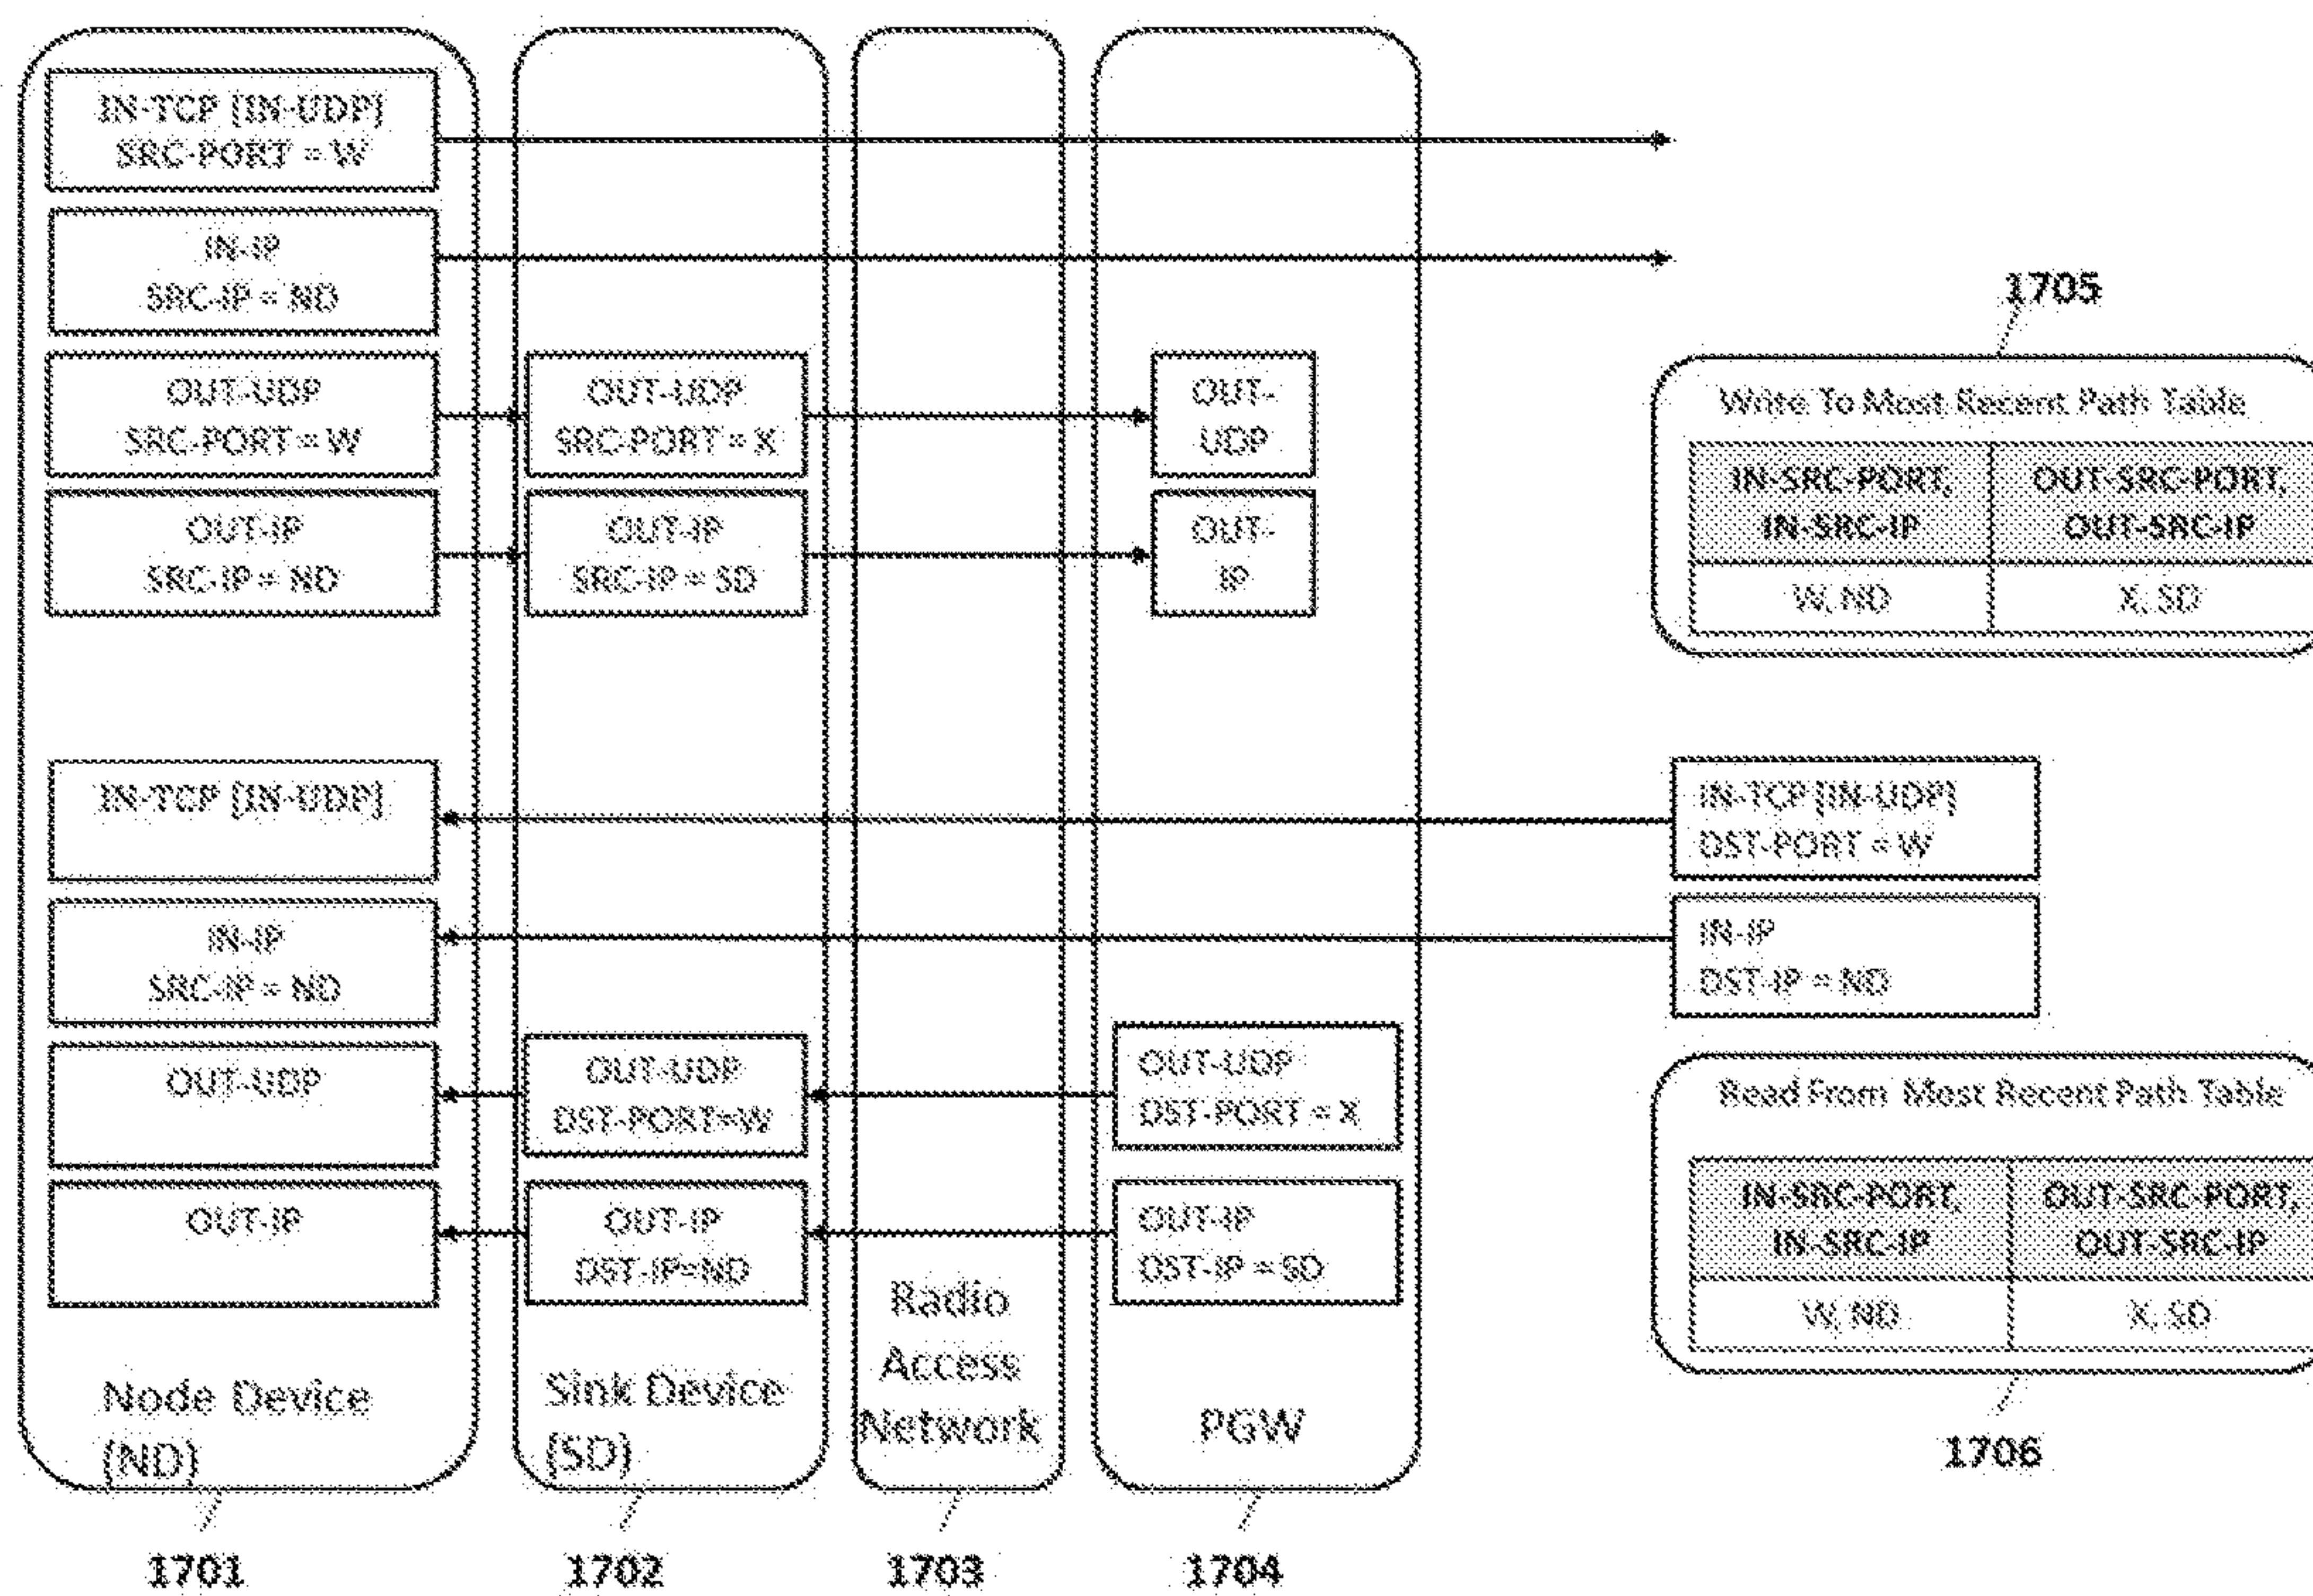 IN-TCP [IN-UDP]
SRC-PORT = W
IN-IP
SRC-IP = ND
OUT-UDP
SRC-PORT = W
OUT-IP
SRC-IP = ND
OUT-UDP
SRC-PORT = X
OUT-IP
SRC-IP = SD
OUT-
UDP
OUT-
IP
1705
Write To Most Recent Path Table
IN-SRC-PORT,
IN-SRC-IP
OUT-SRC-PORT,
OUT-SRC-IP
W, ND
X, SD
IN-TCP [IN-UDP]
IN-IP
SRC-IP = ND
OUT-UDP
OUT-IP
OUT-UDP
DST-PORT=W
OUT-IP
DST-IP=ND
OUT-UDP
DST-PORT = X
OUT-IP
DST-IP = SD
IN-TCP [IN-UDP]
DST-PORT = W
IN-IP
DST-IP = ND
Read From Most Recent Path Table
IN-SRC-PORT,
IN-SRC-IP
OUT-SRC-PORT,
OUT-SRC-IP
W, ND
X, SD
1706
Node Device
(ND)
Sink Device
(SD)
Radio
Access
Network
PGW
1701
1702
1703
1704